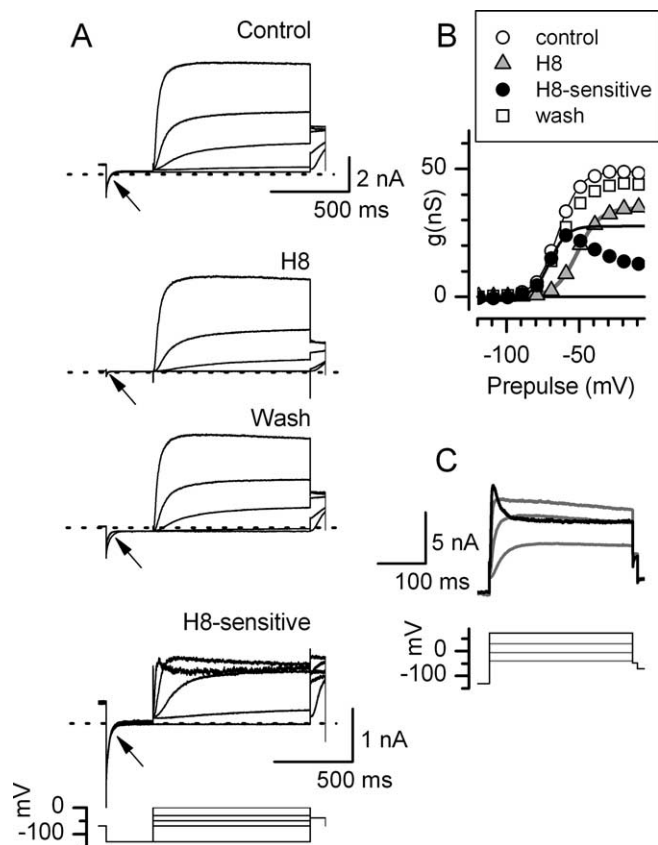 A
Control
2 nA
500 ms
H8
Wash
H8-sensitive
1 nA
500 ms
mV
0
-100
B
control
H8
H8-sensitive
wash
g(nS)
50
0
-100
-50
Prepulse (mV)
C
5 nA
100 ms
mV
0
-100